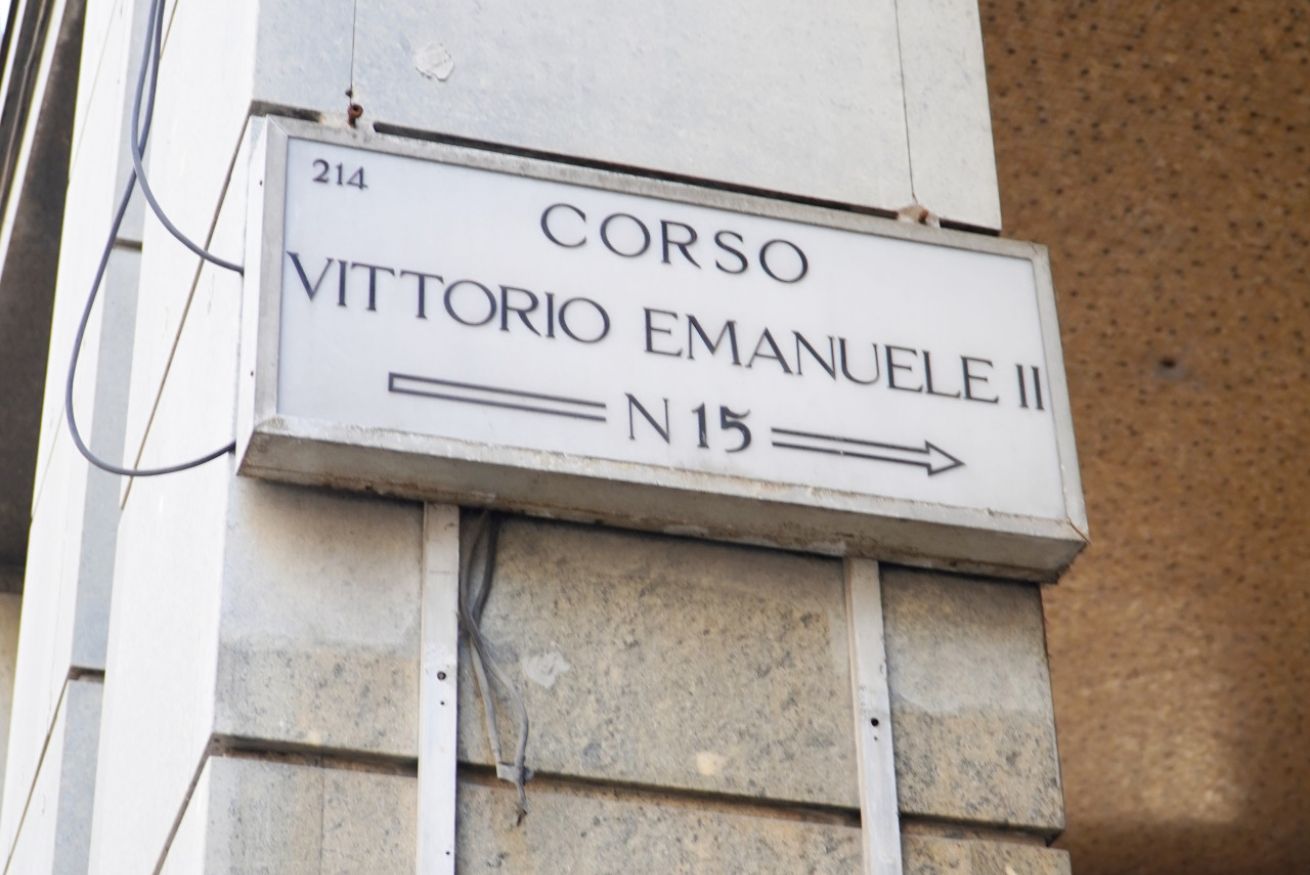 214
CORSO
VITTORIO EMANUELE II
N 15